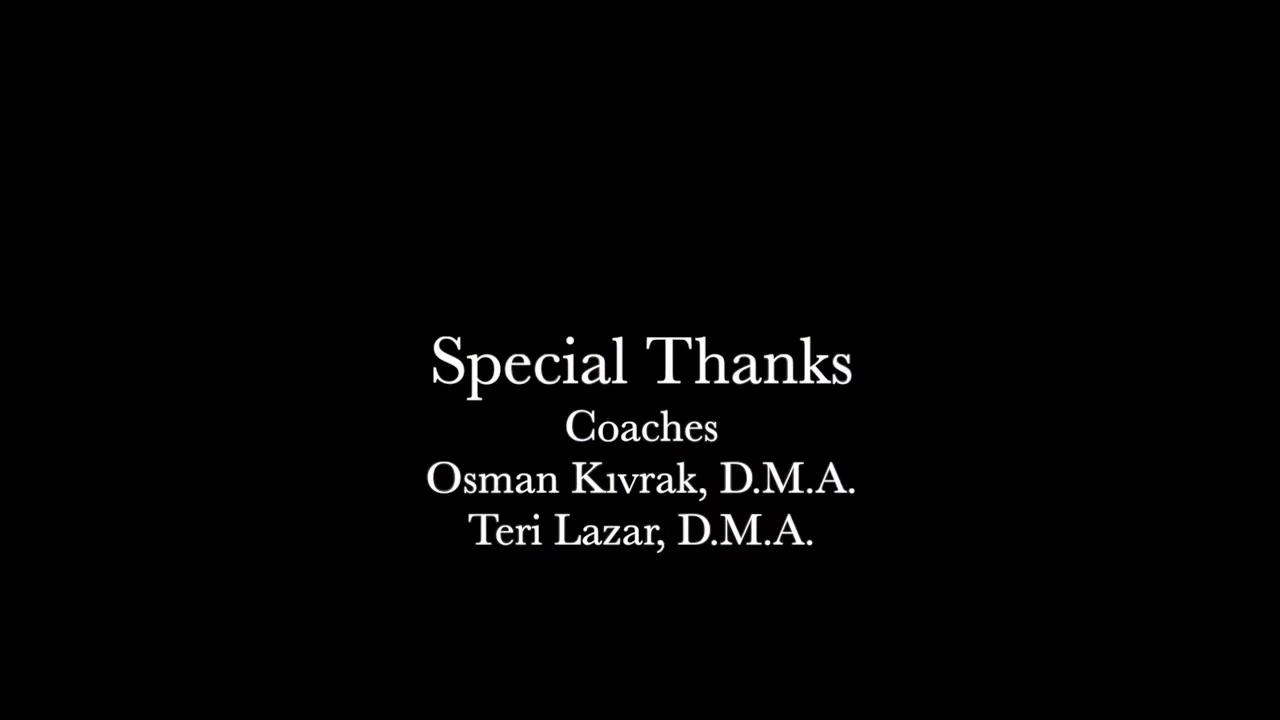 Special Thanks
Coaches
Osman Kıvrak, D.M.A.
Teri Lazar, D.M.A.